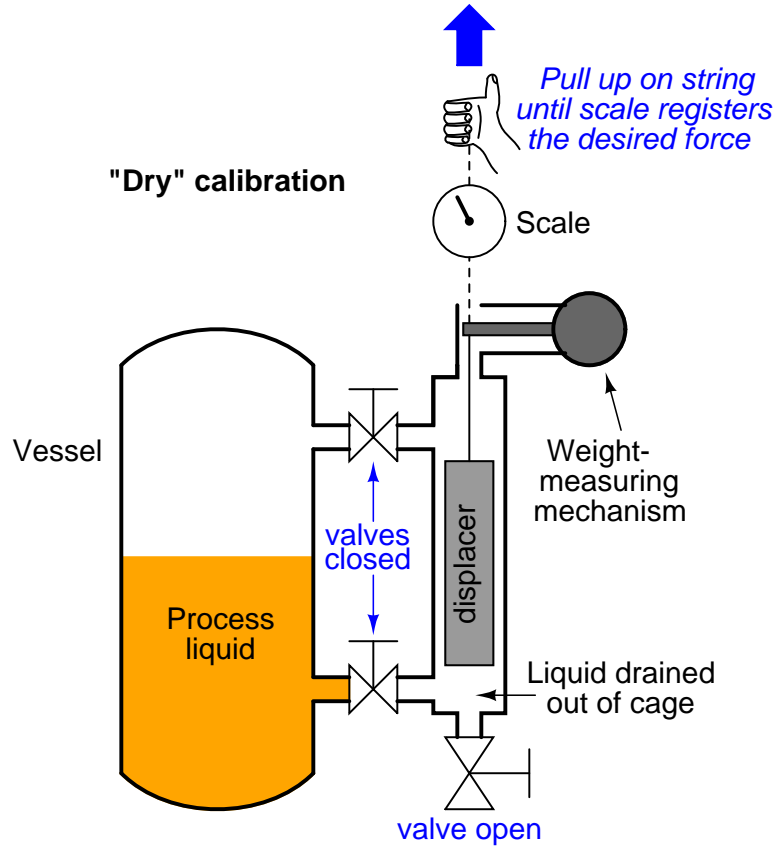 Pull up on string
until scale registers
the desired force
"Dry" calibration
Scale
Vessel
Weight-
measuring
mechanism
valves
closed
displacer
Process
liquid
Liquid drained
out of cage
valve open